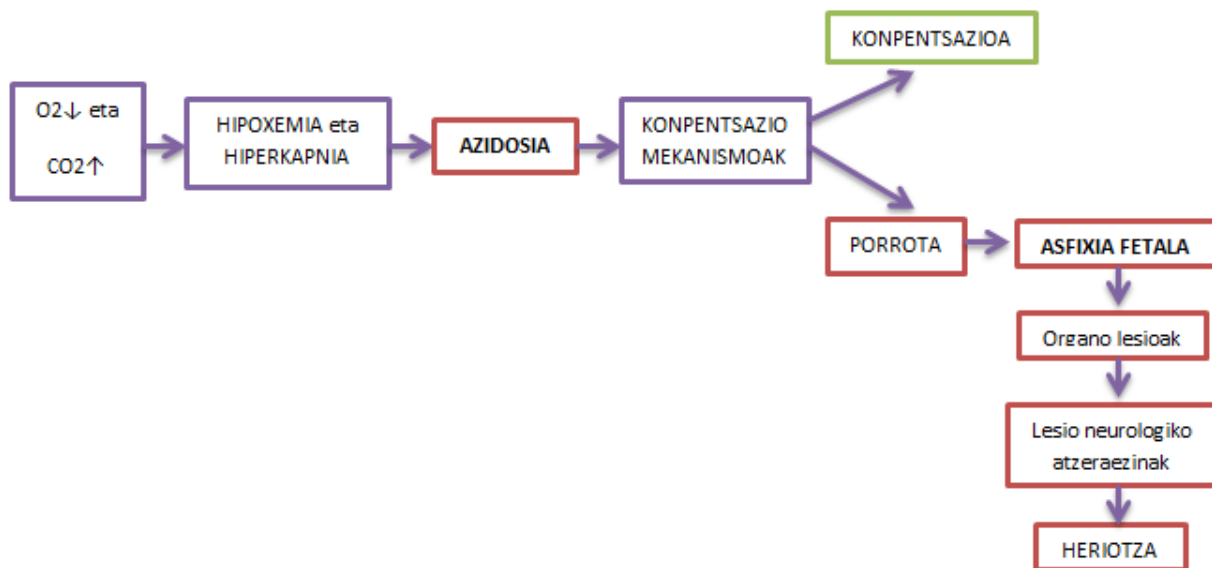 O2↓ eta
CO2↑
HIPOXEMIA eta
HIPERKAPNIA
AZIDOSIA
KONPENTSAZIO
MEKANISMOAK
KONPENTSAZIOA
PORROTA
ASFIXIA FETALA
Organo lesioak
Lesio neurologiko
atzeraezinak
HERIOTZA